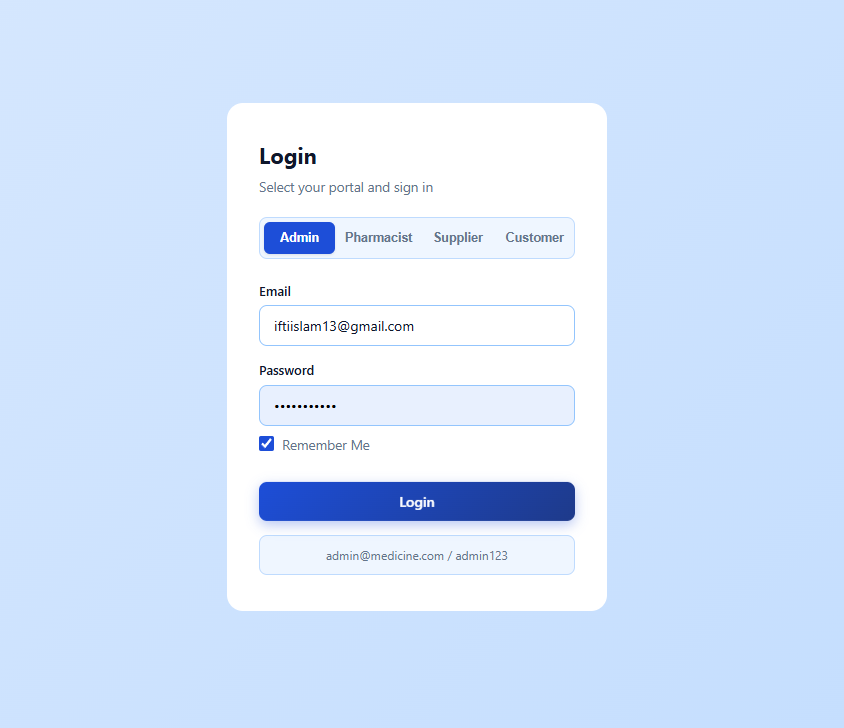 Login
Select your portal and sign in
Admin Pharmacist Supplier Customer
Email
iftiislam13@gmail.com
Password
•••••••••••
Remember Me
Login
admin@medicine.com / admin123